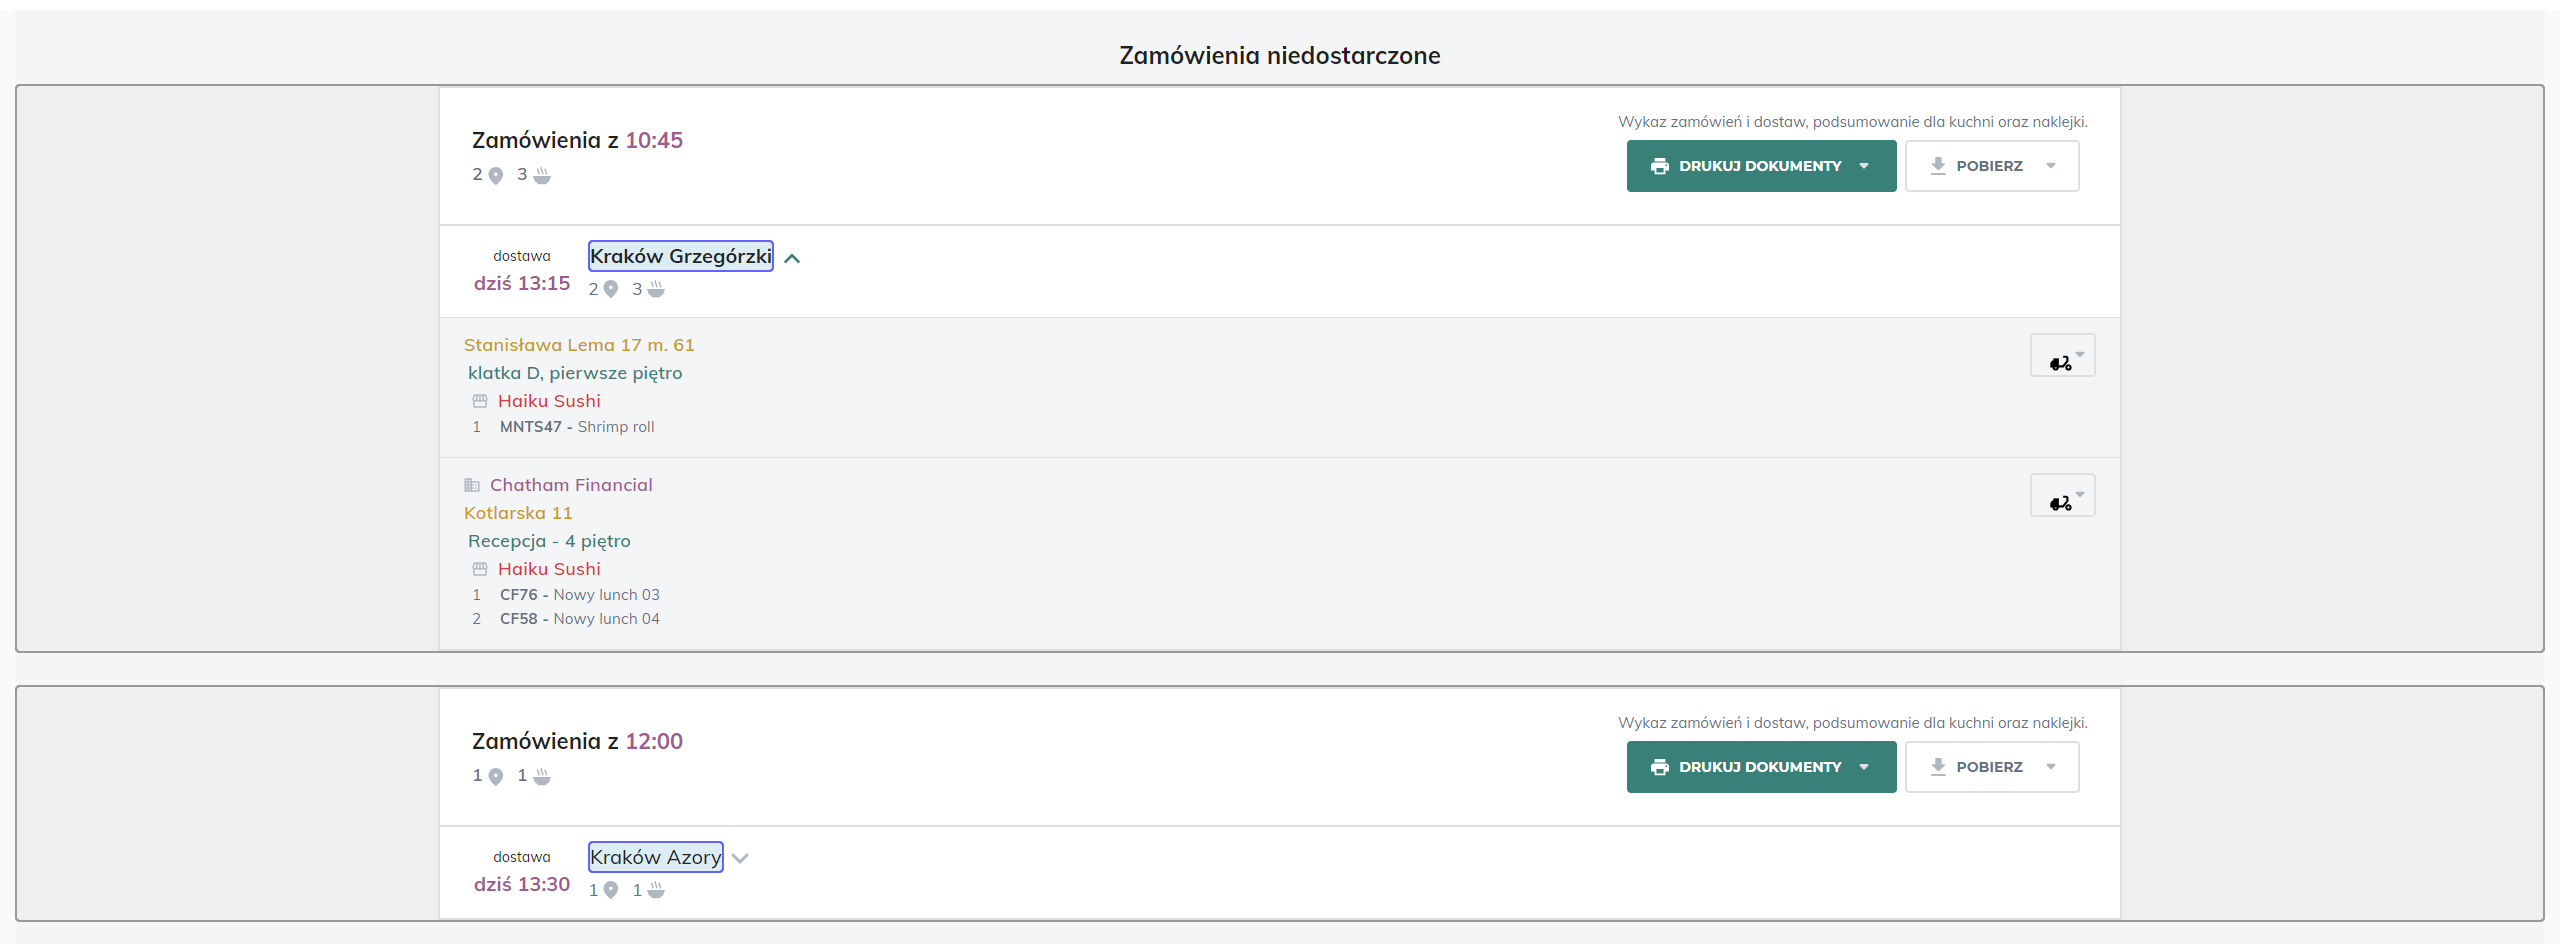 Zamówienia niedostarczone
Zamówienia z 10:45
2 3
Wykaz zamówień i dostaw, podsumowanie dla kuchni oraz naklejki.
DRUKUJ DOKUMENTY
POBIERZ
dostawa
dziś 13:15
Kraków Grzegórzki
2 3
Stanisława Lema 17 m. 61
klatka D, pierwsze piętro
Haiku Sushi
1 MNTS47 - Shrimp roll
Chatham Financial
Kotlarska 11
Recepcja - 4 piętro
Haiku Sushi
1 CF76 - Nowy lunch 03
2 CF58 - Nowy lunch 04
Zamówienia z 12:00
1 1
Wykaz zamówień i dostaw, podsumowanie dla kuchni oraz naklejki.
DRUKUJ DOKUMENTY
POBIERZ
dostawa
dziś 13:30
Kraków Azory
1 1